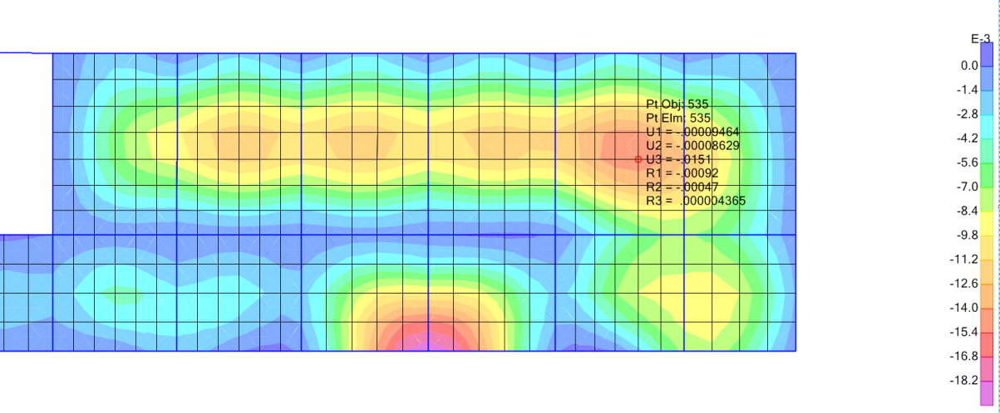 E-3
0.0
-1.4
-2.8
-4.2
-5.6
-7.0
-8.4
-9.8
-11.2
-12.6
-14.0
-15.4
-16.8
-18.2
Pt Obj: 535
Pt Elm: 535
U1 = -.00009464
U2 = -.00008629
U3 = -.0151
R1 = -.00092
R2 = -.00047
R3 = .000004365